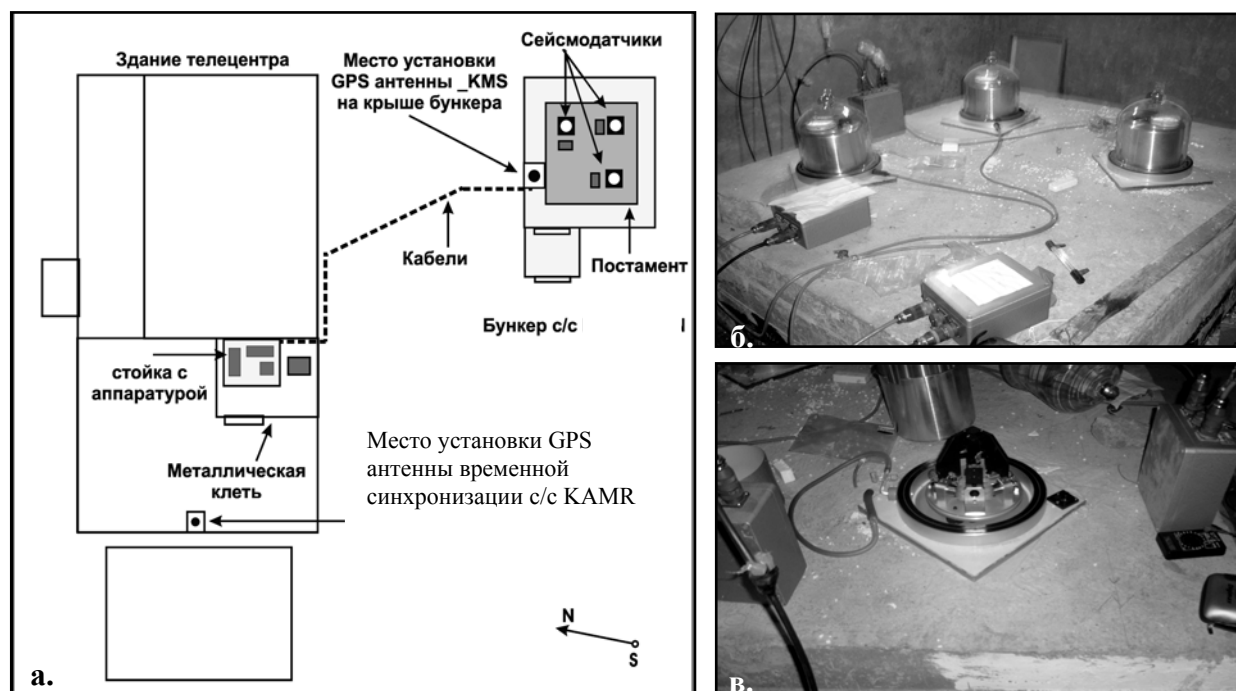 Здание телецентра
Сейсмодатчики
Место установки
GPS антенны _KMS
на крыше бункера
Кабели
Постамент
Бункер с/с
стойка с
аппаратурой
Металлическая
клеть
Место установки GPS
антенны временной
синхронизации с/с KAMR
N
S
а.
б.
в.